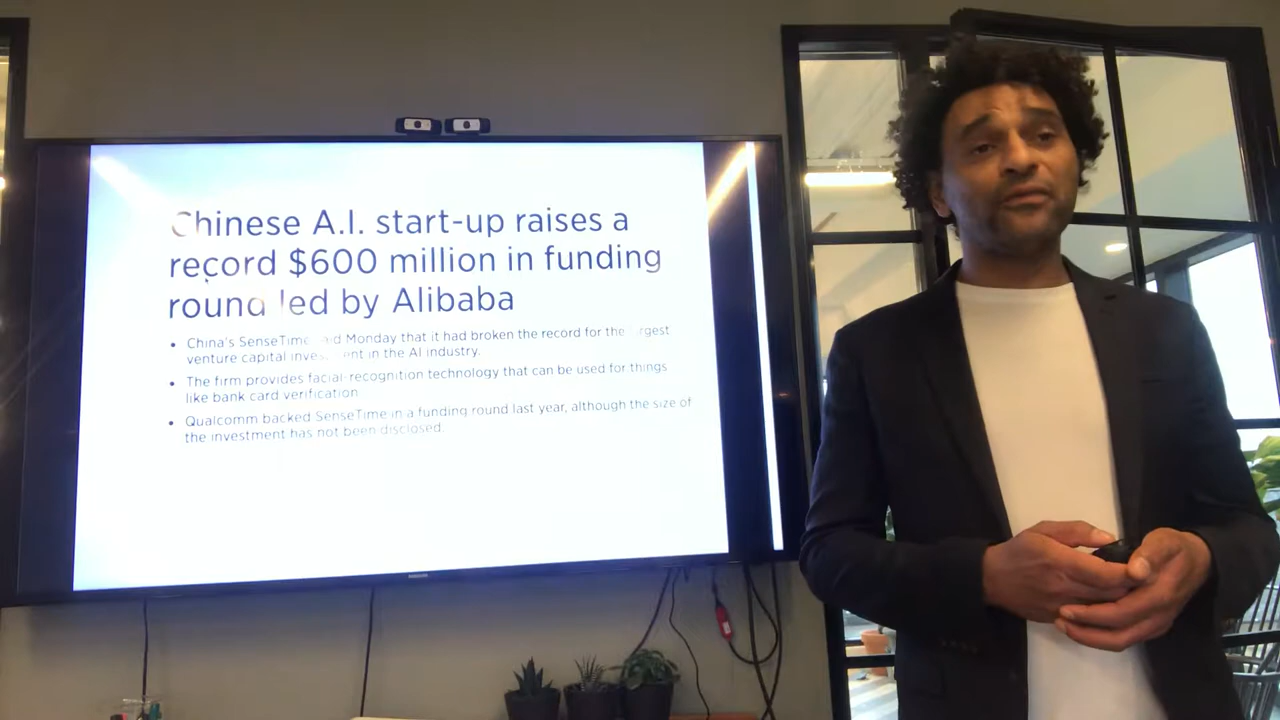 Chinese A.I. start-up raises a
record $600 million in funding
round led by Alibaba
• China's SenseTime said Monday that it had broken the record for the largest
venture capital investment in the AI industry.
• The firm provides facial-recognition technology that can be used for things
like bank card verification
• Qualcomm backed SenseTime in a funding round last year, although the size of
the investment has not been disclosed.